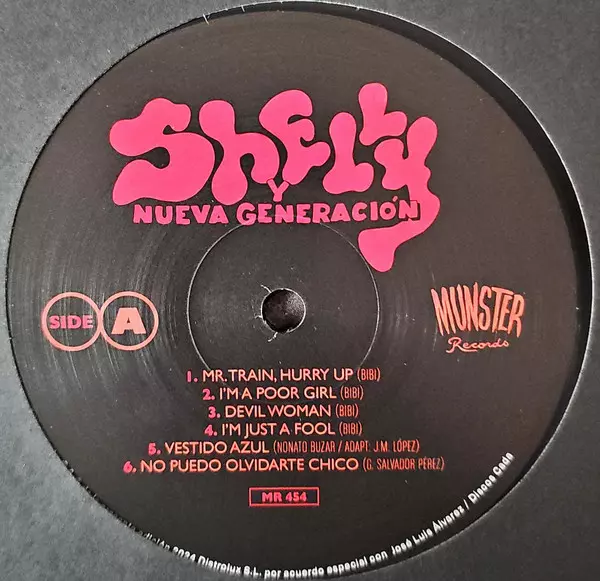 Shelly
Y
NUEVA GENERACIÓN
SIDE A
MUNSTER
Records
1. MR. TRAIN, HURRY UP (BIBI)
2. I'M A POOR GIRL (BIBI)
3. DEVIL WOMAN (BIBI)
4. I'M JUST A FOOL (BIBI)
5. VESTIDO AZUL (NONATO BUZAR / ADAPT: J.M. LÓPEZ)
6. NO PUEDO OLVIDARTE CHICO (G. SALVADOR PÉREZ)
MR 454
2024 Distrolux S.L. por acuerdo especial con José Luis Álvarez / Discos Cada